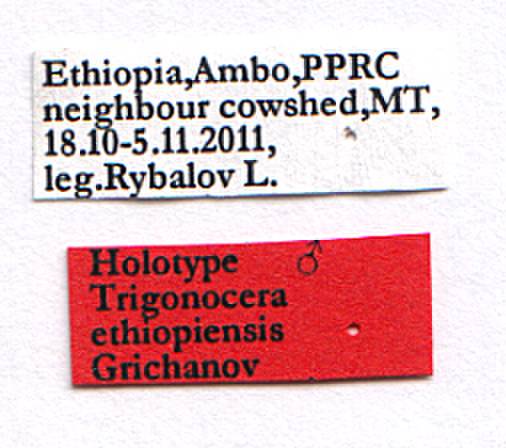 Ethiopia,Ambo,PPRC
neighbour cowshed,MT,
18.10-5.11.2011,
leg.Rybalov L.
Holotype ♂
Trigonocera
ethiopiensis
Grichanov